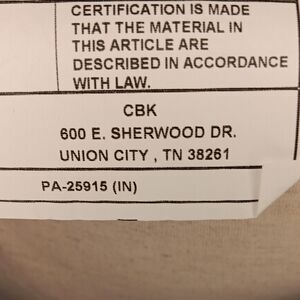 CERTIFICATION IS MADE
THAT THE MATERIAL IN
THIS ARTICLE ARE
DESCRIBED IN ACCORDANCE
WITH LAW.
CBK
600 E. SHERWOOD DR.
UNION CITY , TN 38261
PA-25915 (IN)